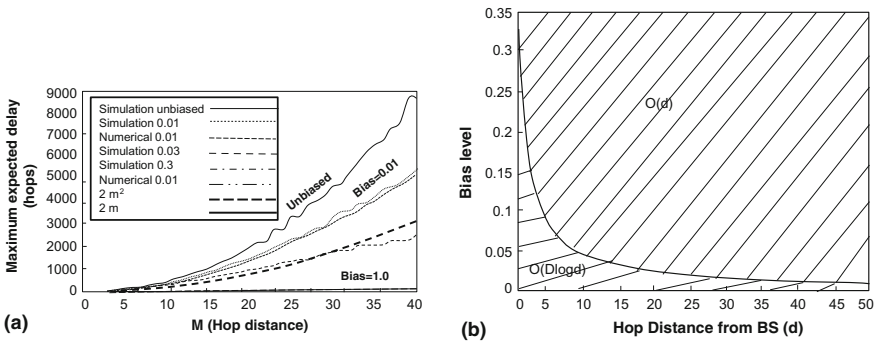 Maximum expected delay
(hops)
9000
8000
7000
6000
5000
4000
3000
2000
1000
0
Simulation unbiased
Simulation 0.01
Numerical 0.01
Simulation 0.03
Simulation 0.3
Numerical 0.01
2 m²
2 m
Unbiased
Bias=0.01
Bias=1.0
0 5 10 15 20 25 30 35 40
M (Hop distance)
(a)
Bias level
0.35
0.3
0.25
0.2
0.15
0.1
0.05
0
O(d)
O(Dlogd)
0 5 10 15 20 25 30 35 40 45 50
Hop Distance from BS (d)
(b)